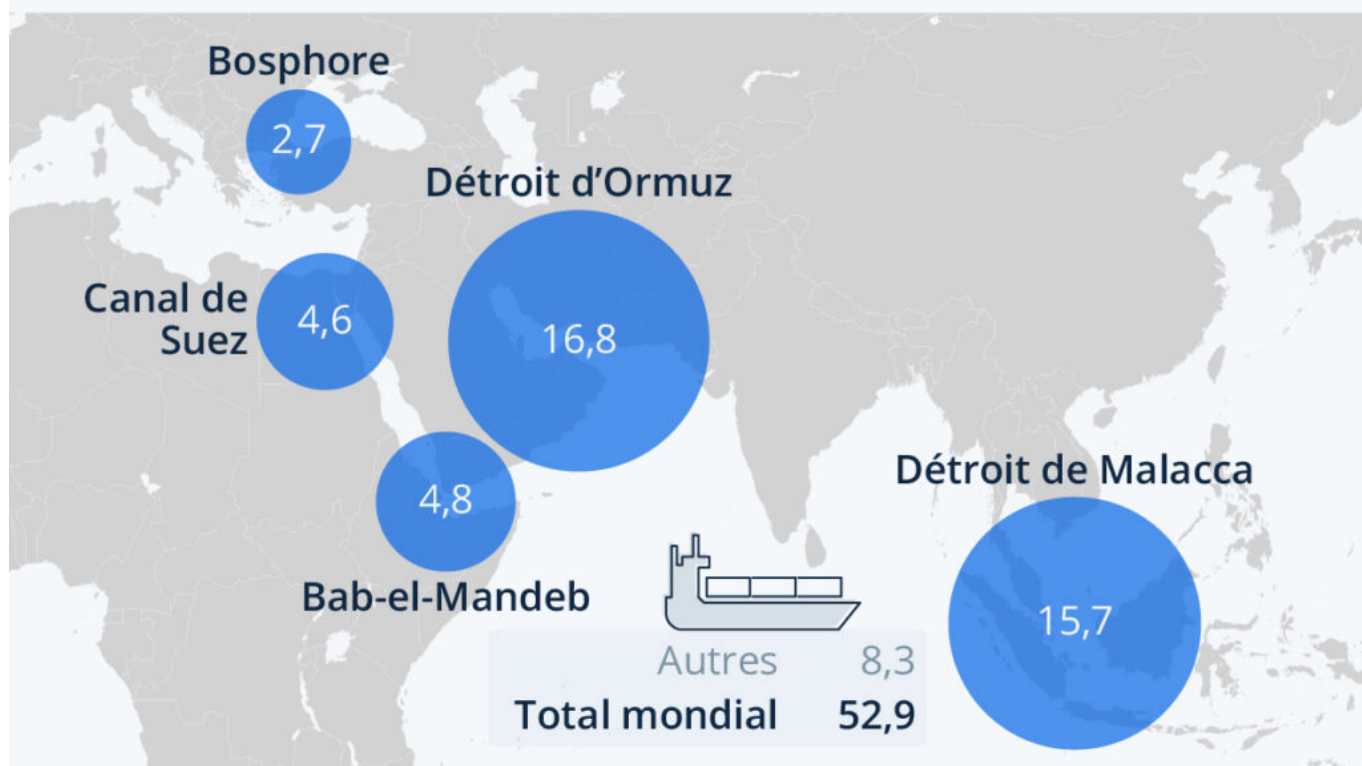 Bosphore
2,7
Détroit d’Ormuz
Canal de
Suez
4,6
16,8
4,8
Bab-el-Mandeb
Détroit de Malacca
15,7
Autres 8,3
Total mondial 52,9